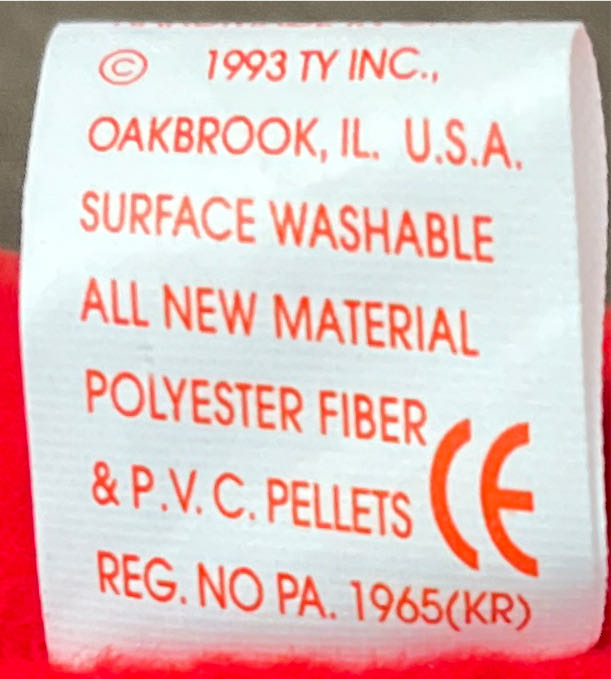 © 1993 TY INC.,
OAKBROOK, IL. U.S.A.
SURFACE WASHABLE
ALL NEW MATERIAL
POLYESTER FIBER
& P.V.C. PELLETS CE
REG. NO PA. 1965(KR)